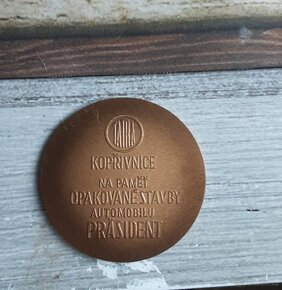 TATRA
KOPŘIVNICE
NA PAMĚŤ
OPAKOVANÉ STAVBY
AUTOMOBILU
PRÄSIDENT